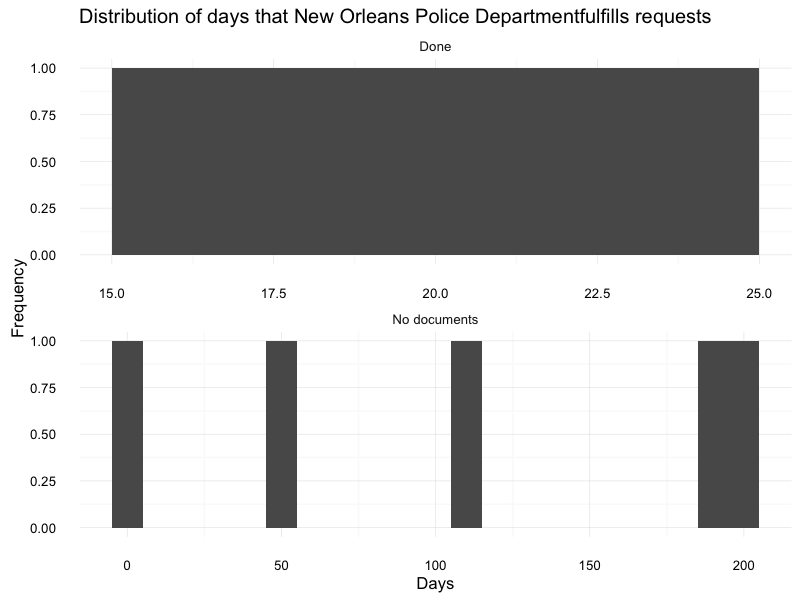 Distribution of days that New Orleans Police Departmentfulfills requests
Done
1.00
0.75
0.50
0.25
0.00
15.0 17.5 20.0 22.5 25.0
Frequency
No documents
1.00
0.75
0.50
0.25
0.00
0 50 100 150 200
Days